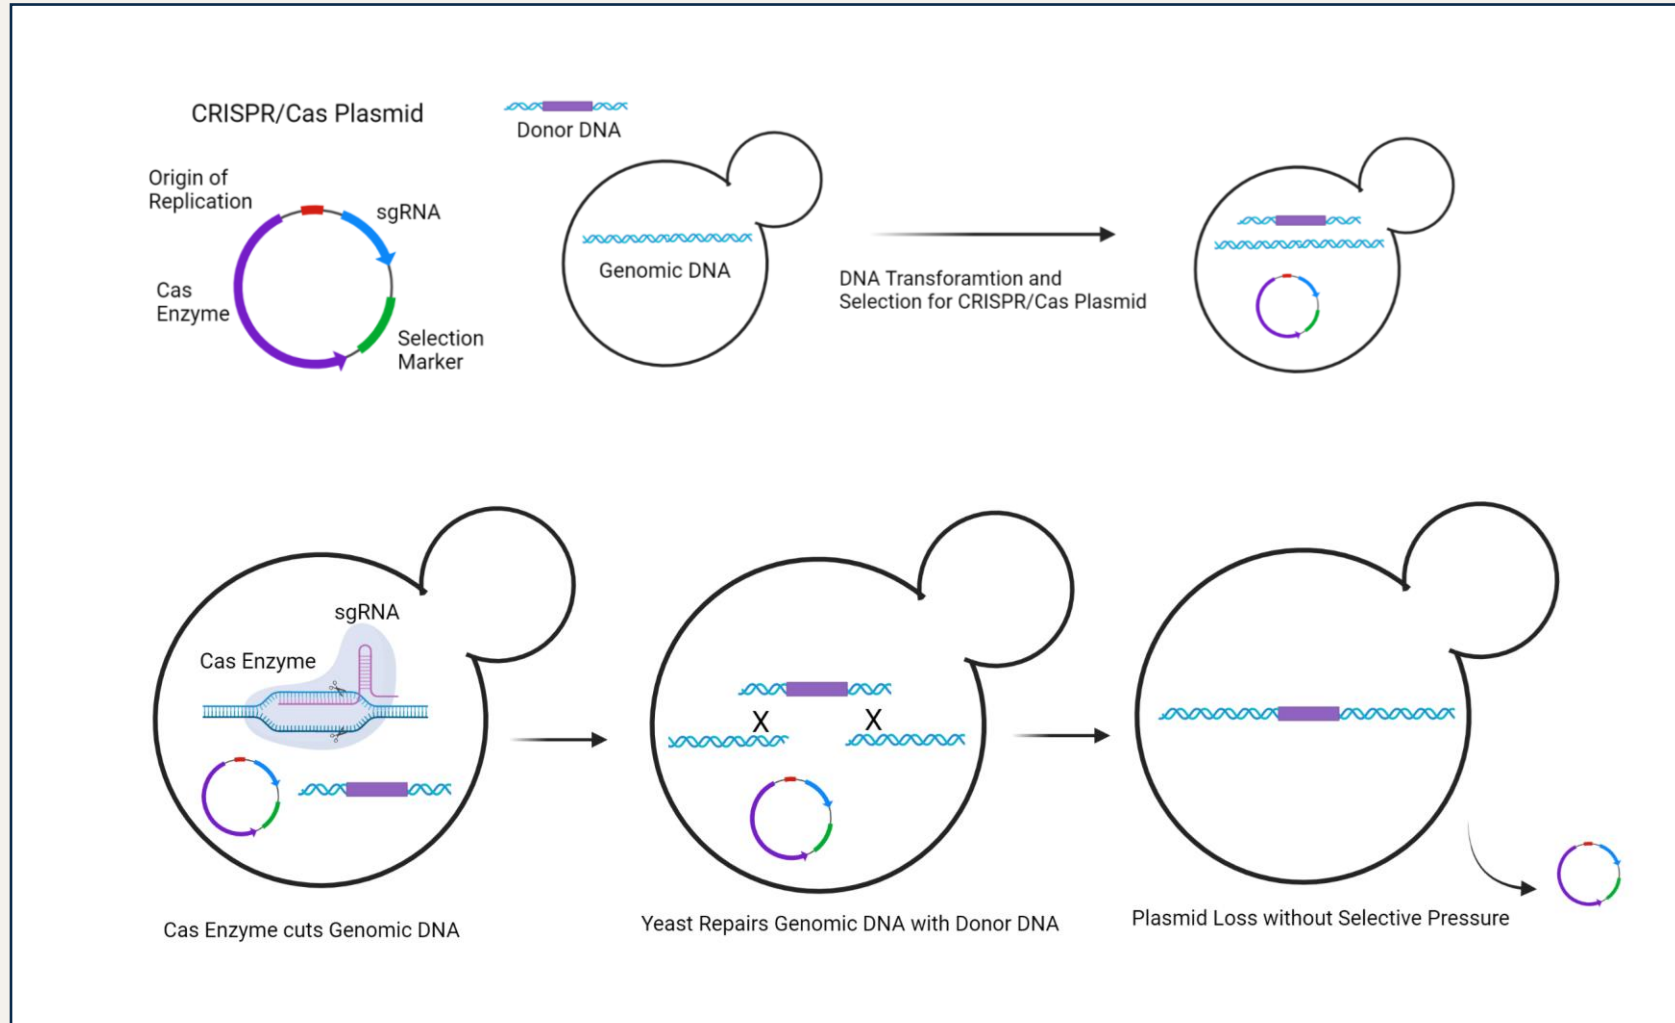 CRISPR/Cas Plasmid
Donor DNA
Origin of
Replication
sgRNA
Cas
Enzyme
Selection
Marker
Genomic DNA
DNA Transforamtion and
Selection for CRISPR/Cas Plasmid
sgRNA
Cas Enzyme
X
X
Cas Enzyme cuts Genomic DNA
Yeast Repairs Genomic DNA with Donor DNA
Plasmid Loss without Selective Pressure